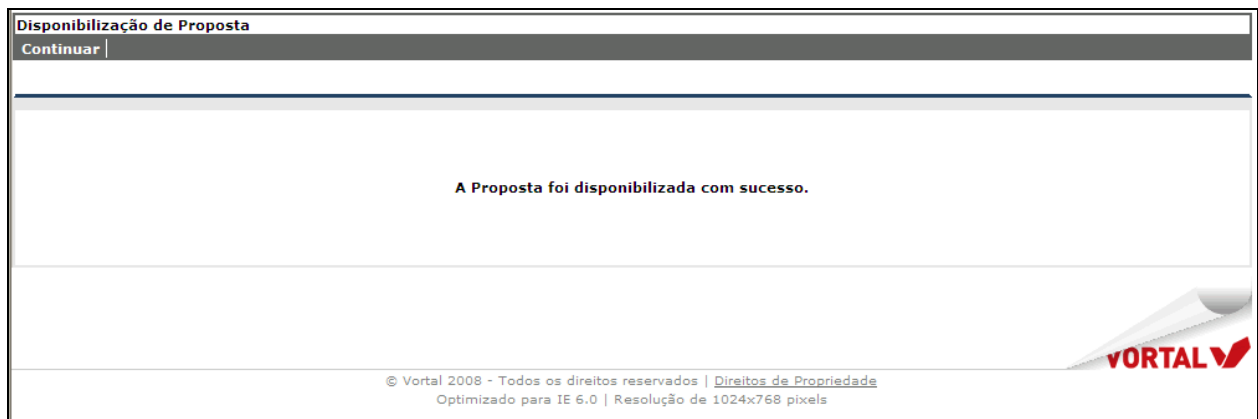 Disponibilização de Proposta
Continuar
A Proposta foi disponibilizada com sucesso.
VORTAL
© Vortal 2008 - Todos os direitos reservados | Direitos de Propriedade
Optimizado para IE 6.0 | Resolução de 1024x768 pixels